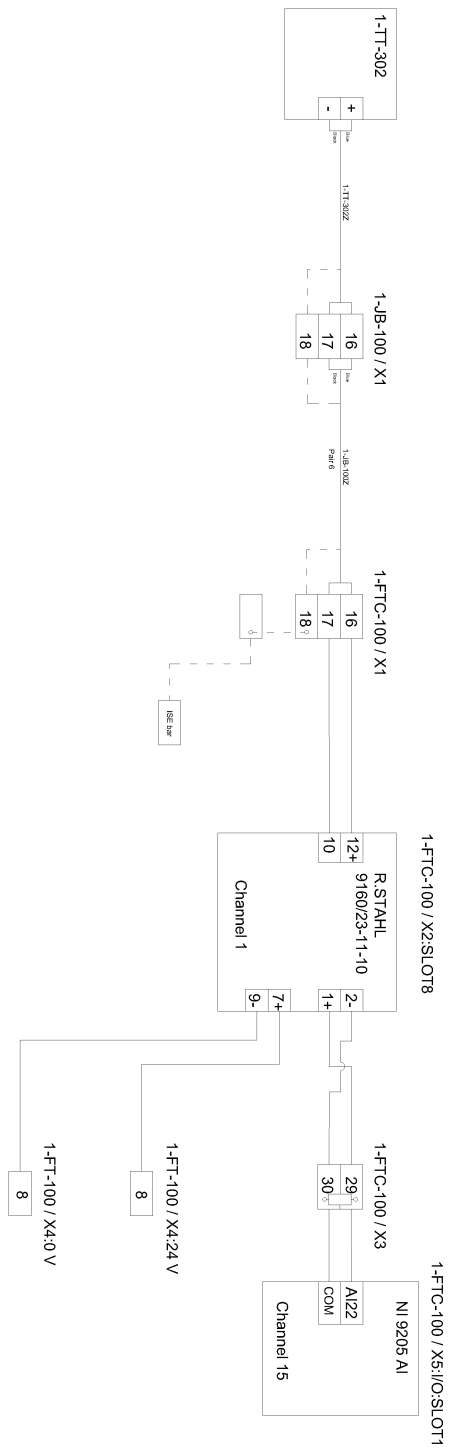 1-TT-302
+
-
Blue
Black
1-TT-302Z
1-JB-100 / X1
16
17
18
Blue
Black
1-JB-100Z
Pair 6
1-FTC-100 / X1
16
17
18
ISE bar
1-FTC-100 / X2:SLOT8
12+
10
R.STAHL
9160/23-11-10
Channel 1
2-
1+
7+
9-
1-FTC-100 / X3
29
30
1-FT-100 / X4:24 V
8
1-FT-100 / X4:0 V
8
1-FTC-100 / X5:I/O:SLOT1
NI 9205 AI
AI22
COM
Channel 15